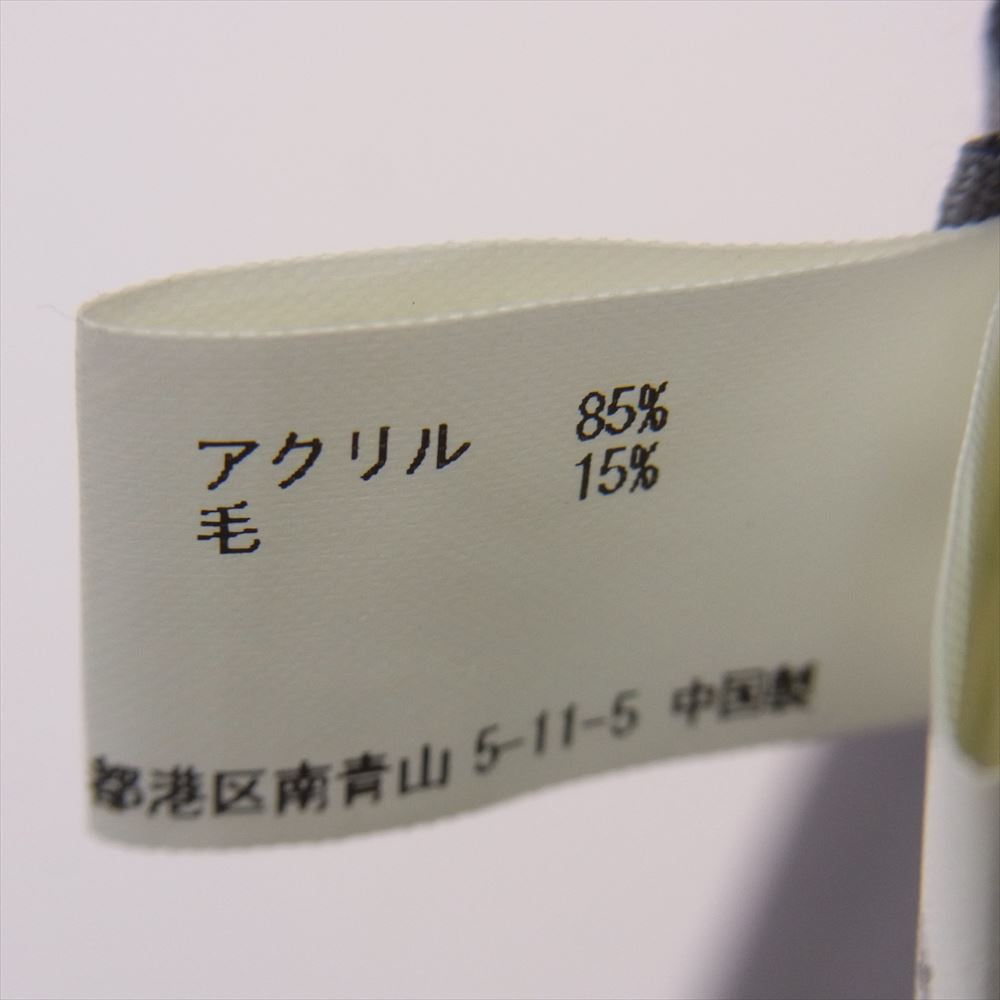 アクリル 85%
毛 15%
都港区南青山 5-11-5 中国製